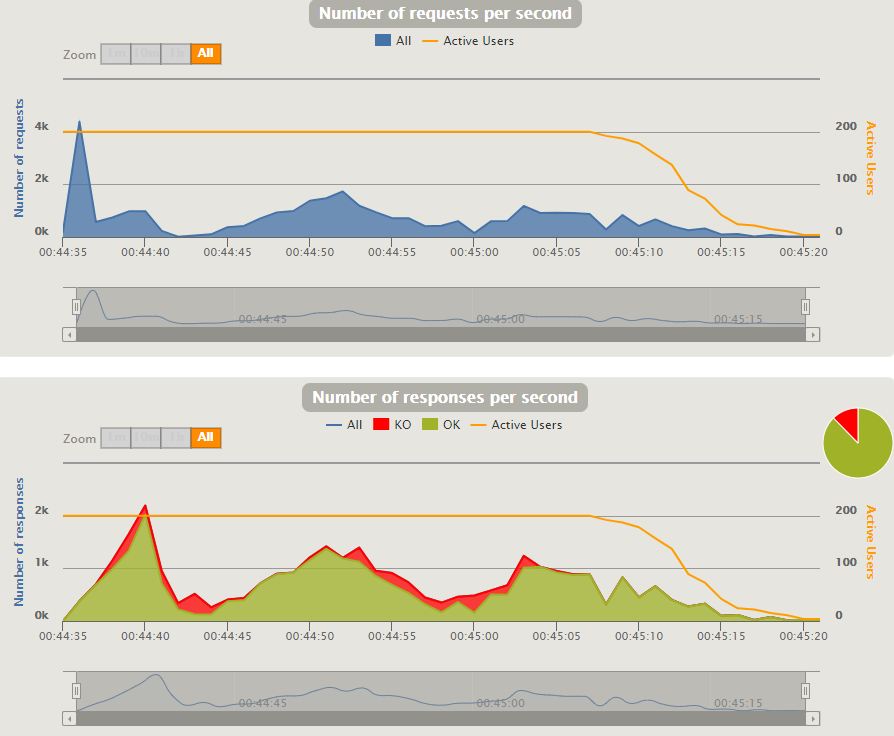 Number of requests per second
All Active Users
Zoom 1m 10m 1h All
Number of requests
4k
2k
0k
200
100
0
Active Users
00:44:35 00:44:40 00:44:45 00:44:50 00:44:55 00:45:00 00:45:05 00:45:10 00:45:15 00:45:20
00:44:45 00:45:00 00:45:15
Number of responses per second
All KO OK Active Users
Zoom 1m 10m 1h All
Number of responses
2k
1k
0k
200
100
0
Active Users
00:44:35 00:44:40 00:44:45 00:44:50 00:44:55 00:45:00 00:45:05 00:45:10 00:45:15 00:45:20
00:44:45 00:45:00 00:45:15